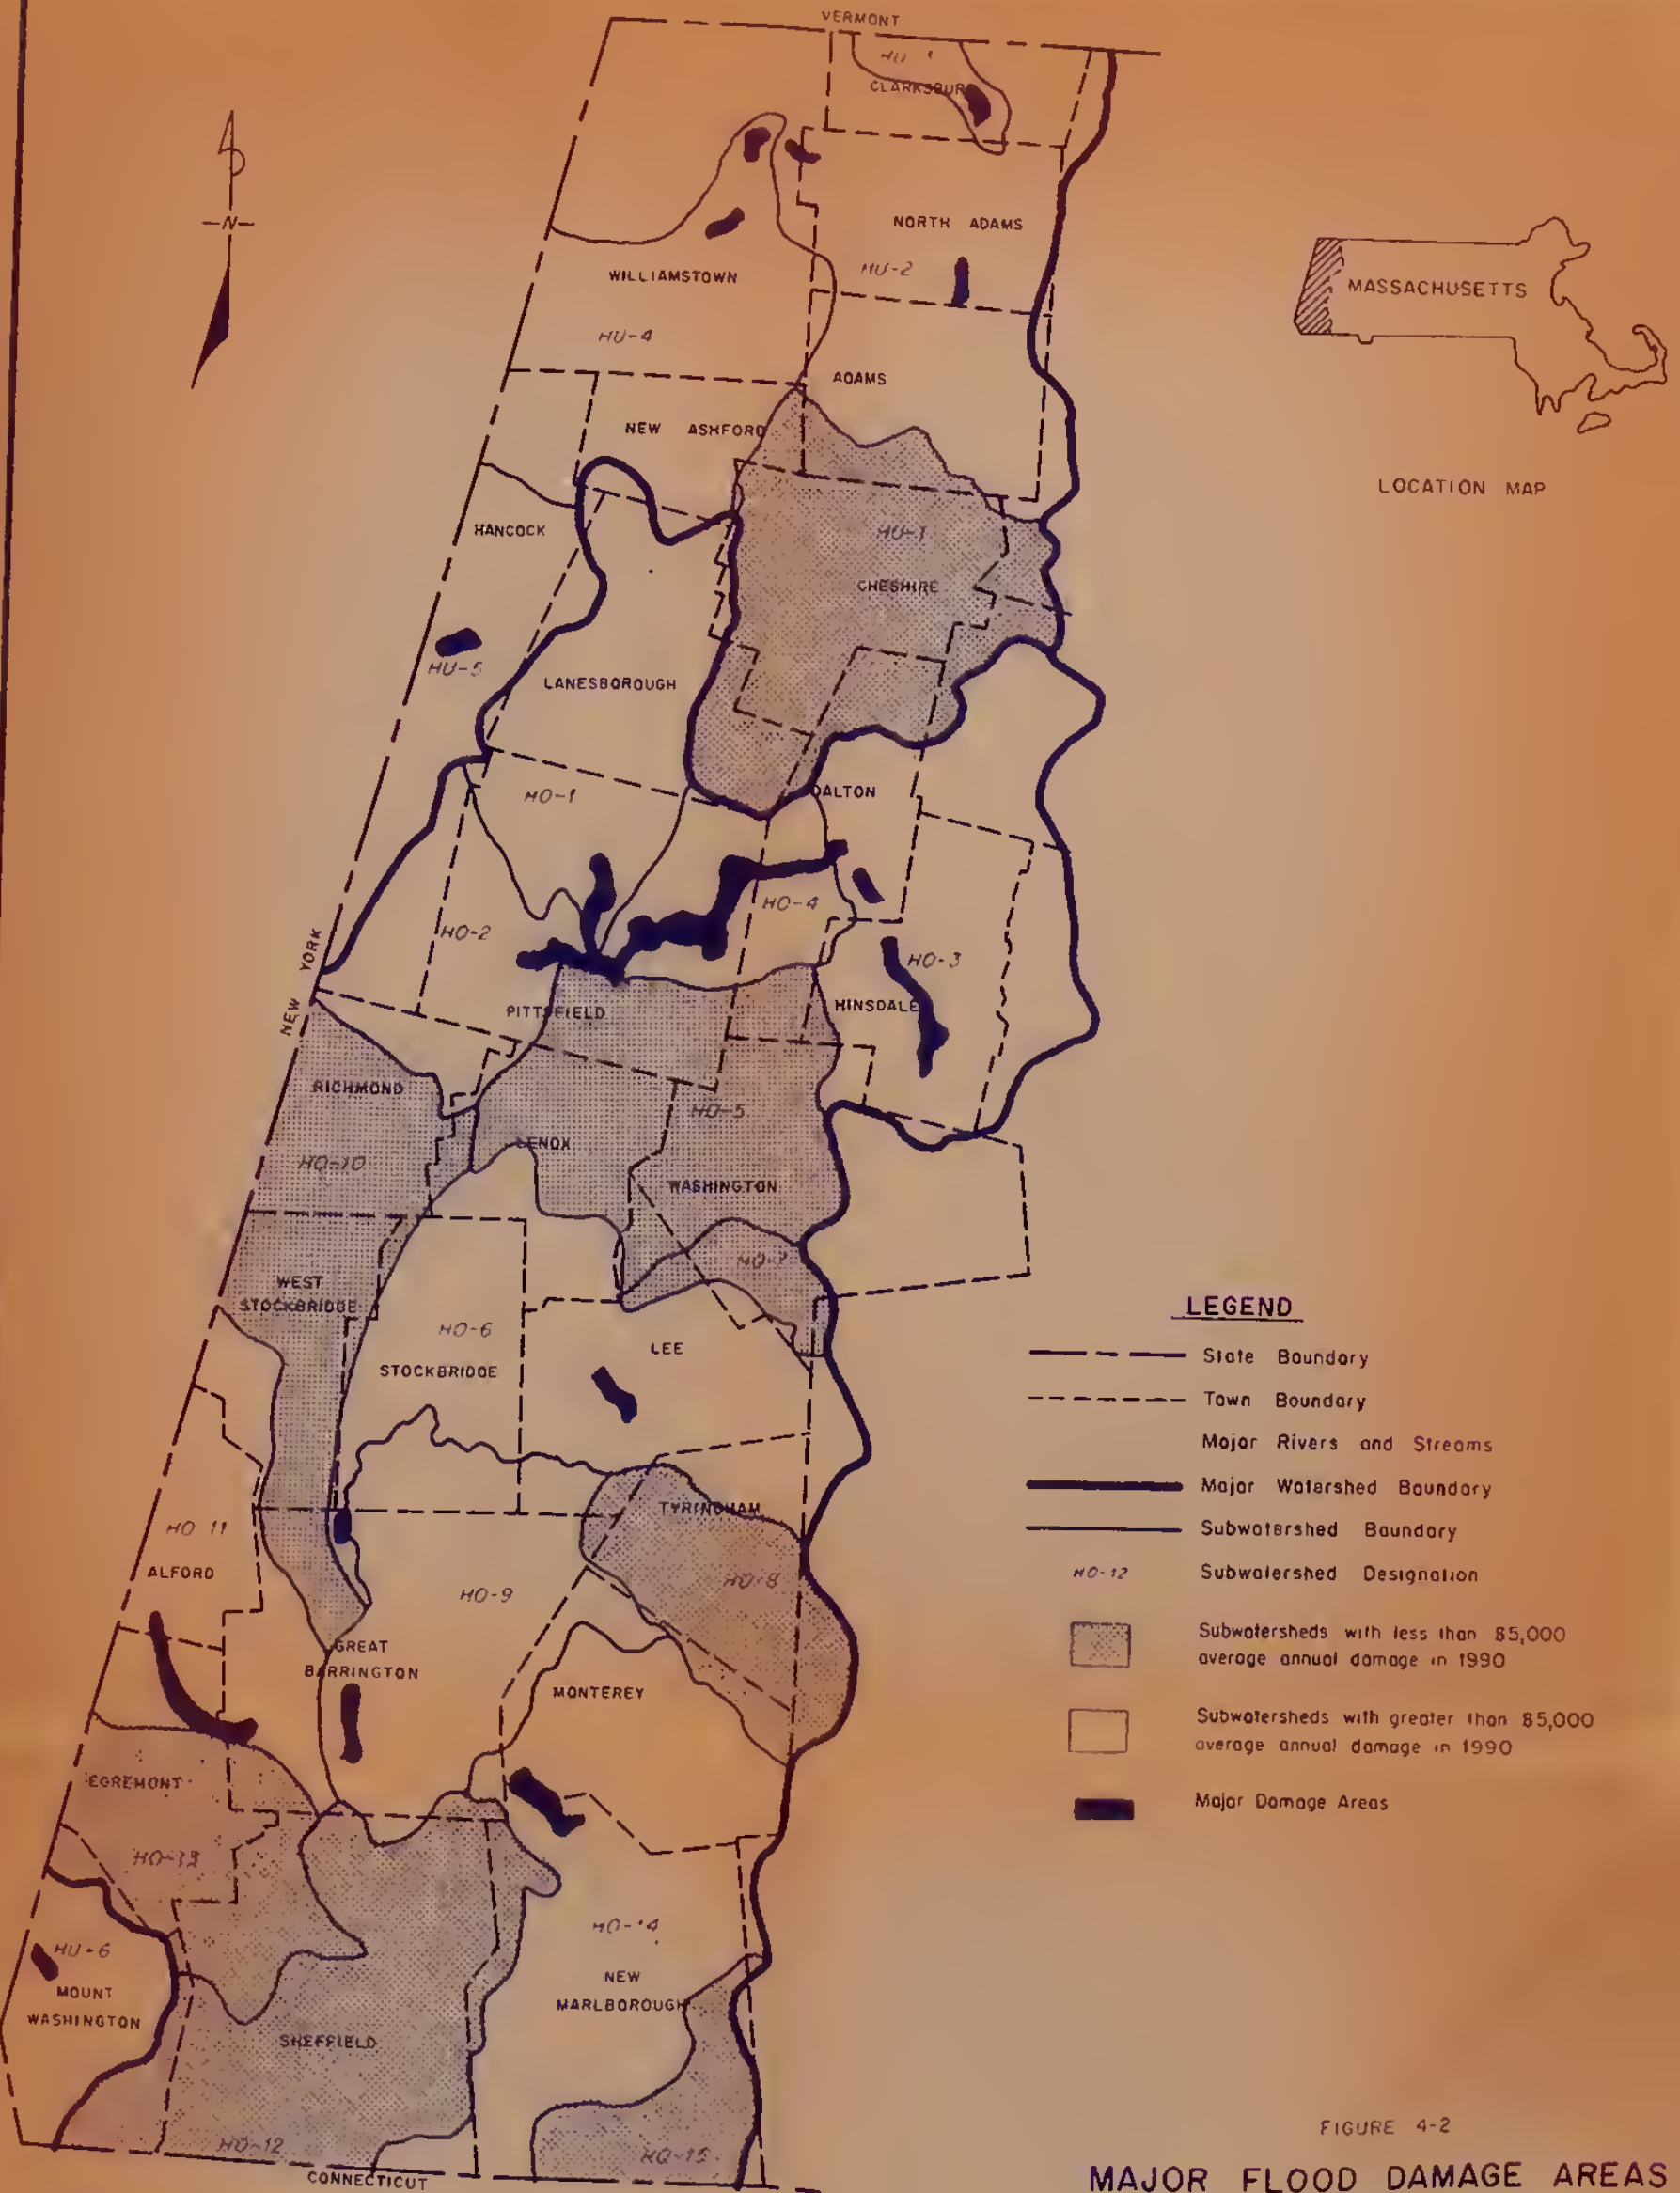 VERMONT
CLARKSBURG
NORTH ADAMS
HU-2
WILLIAMSTOWN
HU-4
ADAMS
NEW ASHFORD
HANCOCK
CHESHIRE
HU-5
LANESBOROUGH
HO-1
DALTON
HO-2
HO-4
HO-3
NEW YORK
PITTSFIELD
HINSDALE
RICHMOND
HO-5
LENOX
HO-10
WASHINGTON
HO-7
WEST
STOCKBRIDGE
HO-6
STOCKBRIDGE
LEE
TYRINGHAM
HO 11
ALFORD
HO-8
HO-9
GREAT
BARRINGTON
MONTEREY
EGREMONT
HO-13
HO-14
HU-6
MOUNT
WASHINGTON
NEW
MARLBOROUGH
SHEFFIELD
HO-12
HO-15
CONNECTICUT
-N-
MASSACHUSETTS
LOCATION MAP
LEGEND
State Boundary
Town Boundary
Major Rivers and Streams
Major Watershed Boundary
Subwatershed Boundary
HO-12 Subwatershed Designation
Subwatersheds with less than $5,000
average annual damage in 1990
Subwatersheds with greater than $5,000
average annual damage in 1990
Major Damage Areas
FIGURE 4-2
MAJOR FLOOD DAMAGE AREAS